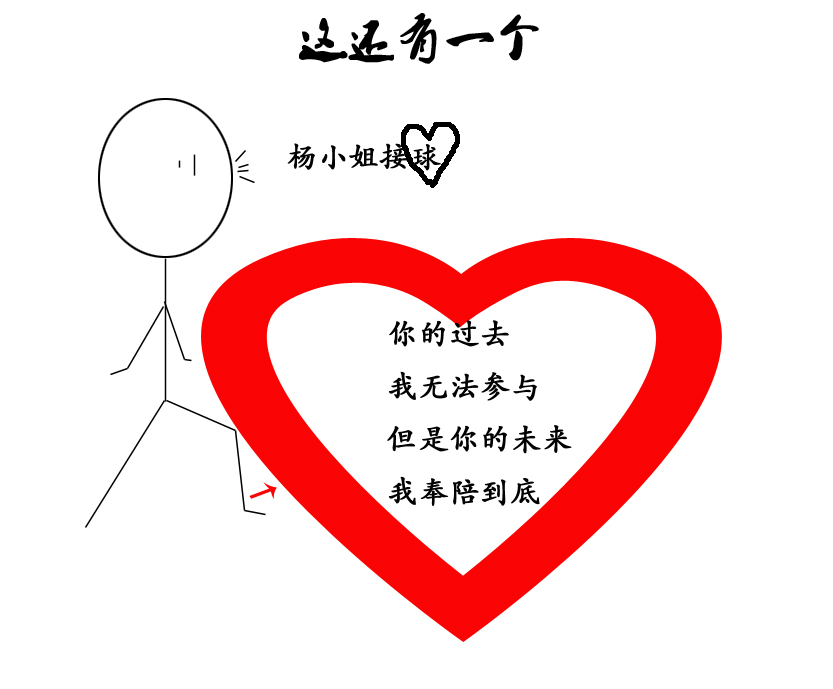 这还有一个
杨小姐接球
你的过去
我无法参与
但是你的未来
我奉陪到底